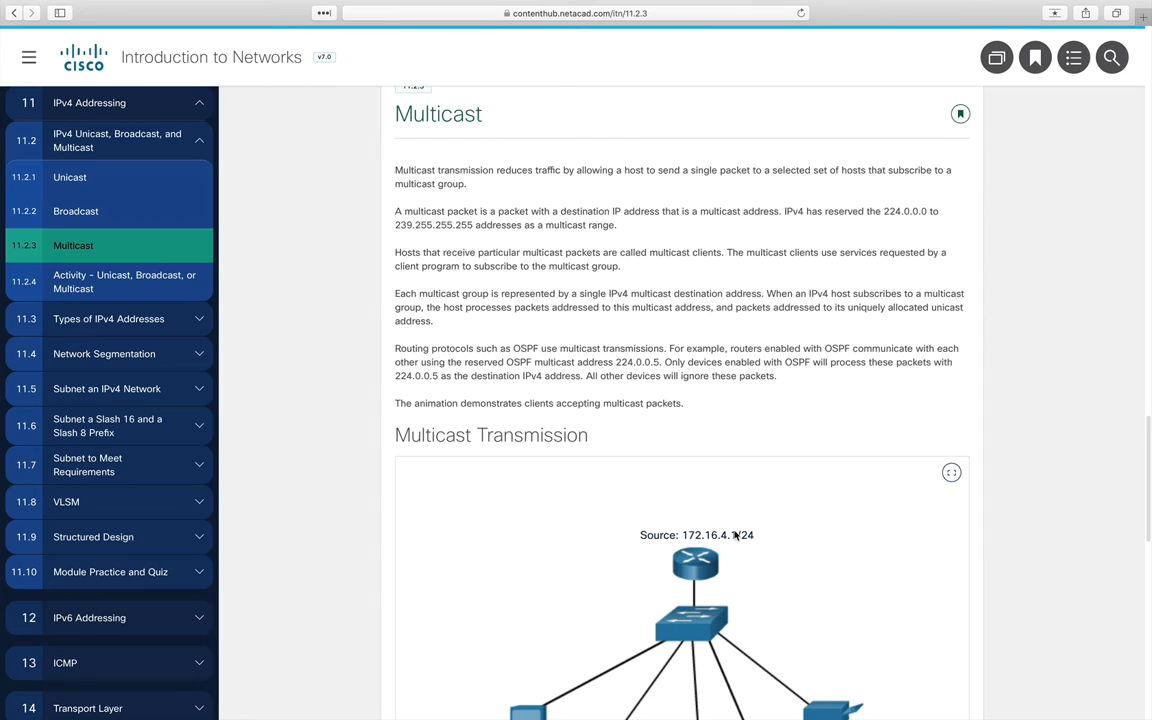 contenthub.netacad.com/itn/11.2.3
CISCO
Introduction to Networks
v7.0
11 IPv4 Addressing
11.2 IPv4 Unicast, Broadcast, and
Multicast
11.2.1 Unicast
11.2.2 Broadcast
11.2.3 Multicast
11.2.4 Activity - Unicast, Broadcast, or
Multicast
11.3 Types of IPv4 Addresses
11.4 Network Segmentation
11.5 Subnet an IPv4 Network
11.6 Subnet a Slash 16 and a
Slash 8 Prefix
11.7 Subnet to Meet
Requirements
11.8 VLSM
11.9 Structured Design
11.10 Module Practice and Quiz
12 IPv6 Addressing
13 ICMP
14 Transport Layer
11.2.3
Multicast
Multicast transmission reduces traffic by allowing a host to send a single packet to a selected set of hosts that subscribe to a
multicast group.
A multicast packet is a packet with a destination IP address that is a multicast address. IPv4 has reserved the 224.0.0.0 to
239.255.255.255 addresses as a multicast range.
Hosts that receive particular multicast packets are called multicast clients. The multicast clients use services requested by a
client program to subscribe to the multicast group.
Each multicast group is represented by a single IPv4 multicast destination address. When an IPv4 host subscribes to a multicast
group, the host processes packets addressed to this multicast address, and packets addressed to its uniquely allocated unicast
address.
Routing protocols such as OSPF use multicast transmissions. For example, routers enabled with OSPF communicate with each
other using the reserved OSPF multicast address 224.0.0.5. Only devices enabled with OSPF will process these packets with
224.0.0.5 as the destination IPv4 address. All other devices will ignore these packets.
The animation demonstrates clients accepting multicast packets.
Multicast Transmission
Source: 172.16.4.1/24